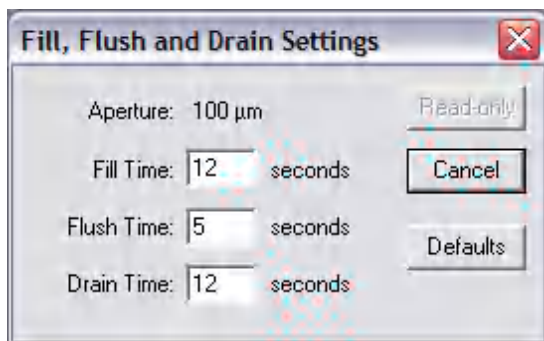 Fill, Flush and Drain Settings
Aperture: 100 µm
Read-only
Fill Time: 12 seconds
Cancel
Flush Time: 5 seconds
Defaults
Drain Time: 12 seconds